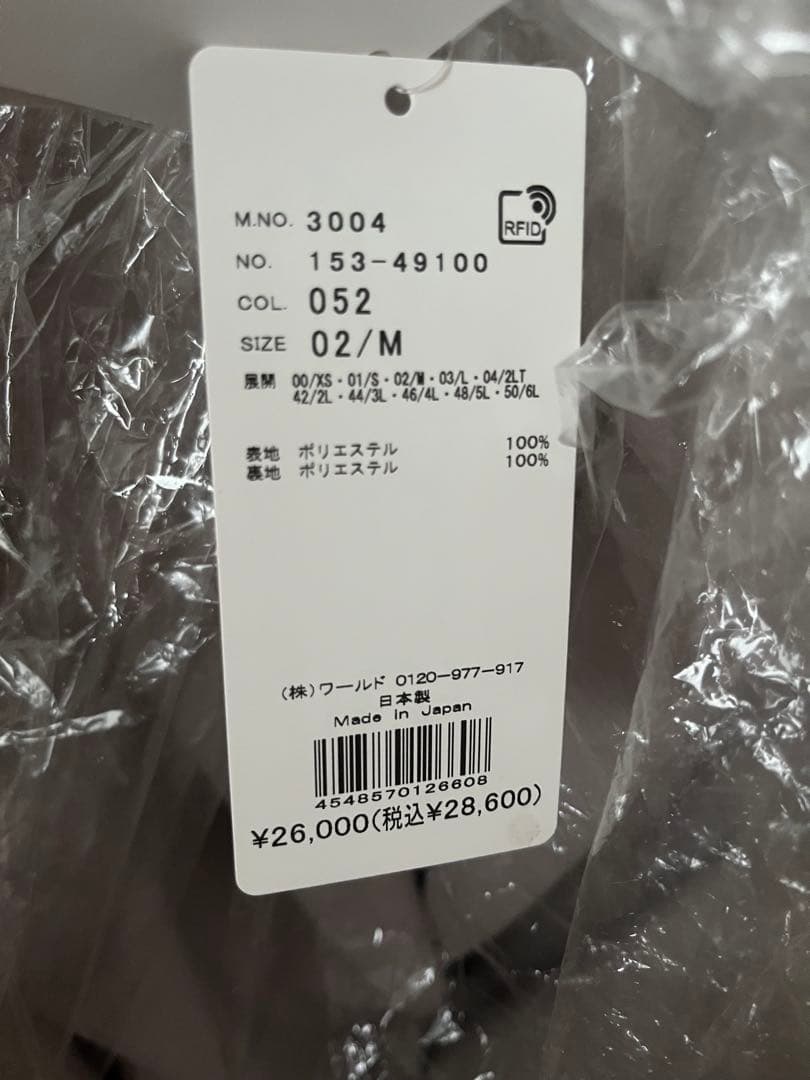 RFID
M.NO. 3004
NO. 153-49100
COL. 052
SIZE 02/M
展開 00/XS・01/S・02/M・03/L・04/2LT
42/2L・44/3L・46/4L・48/5L・50/6L
表地 ポリエステル 100%
裏地 ポリエステル 100%
(株)ワールド 0120-977-917
日本製
Made In Japan
4548570126608
¥26,000(税込¥28,600)